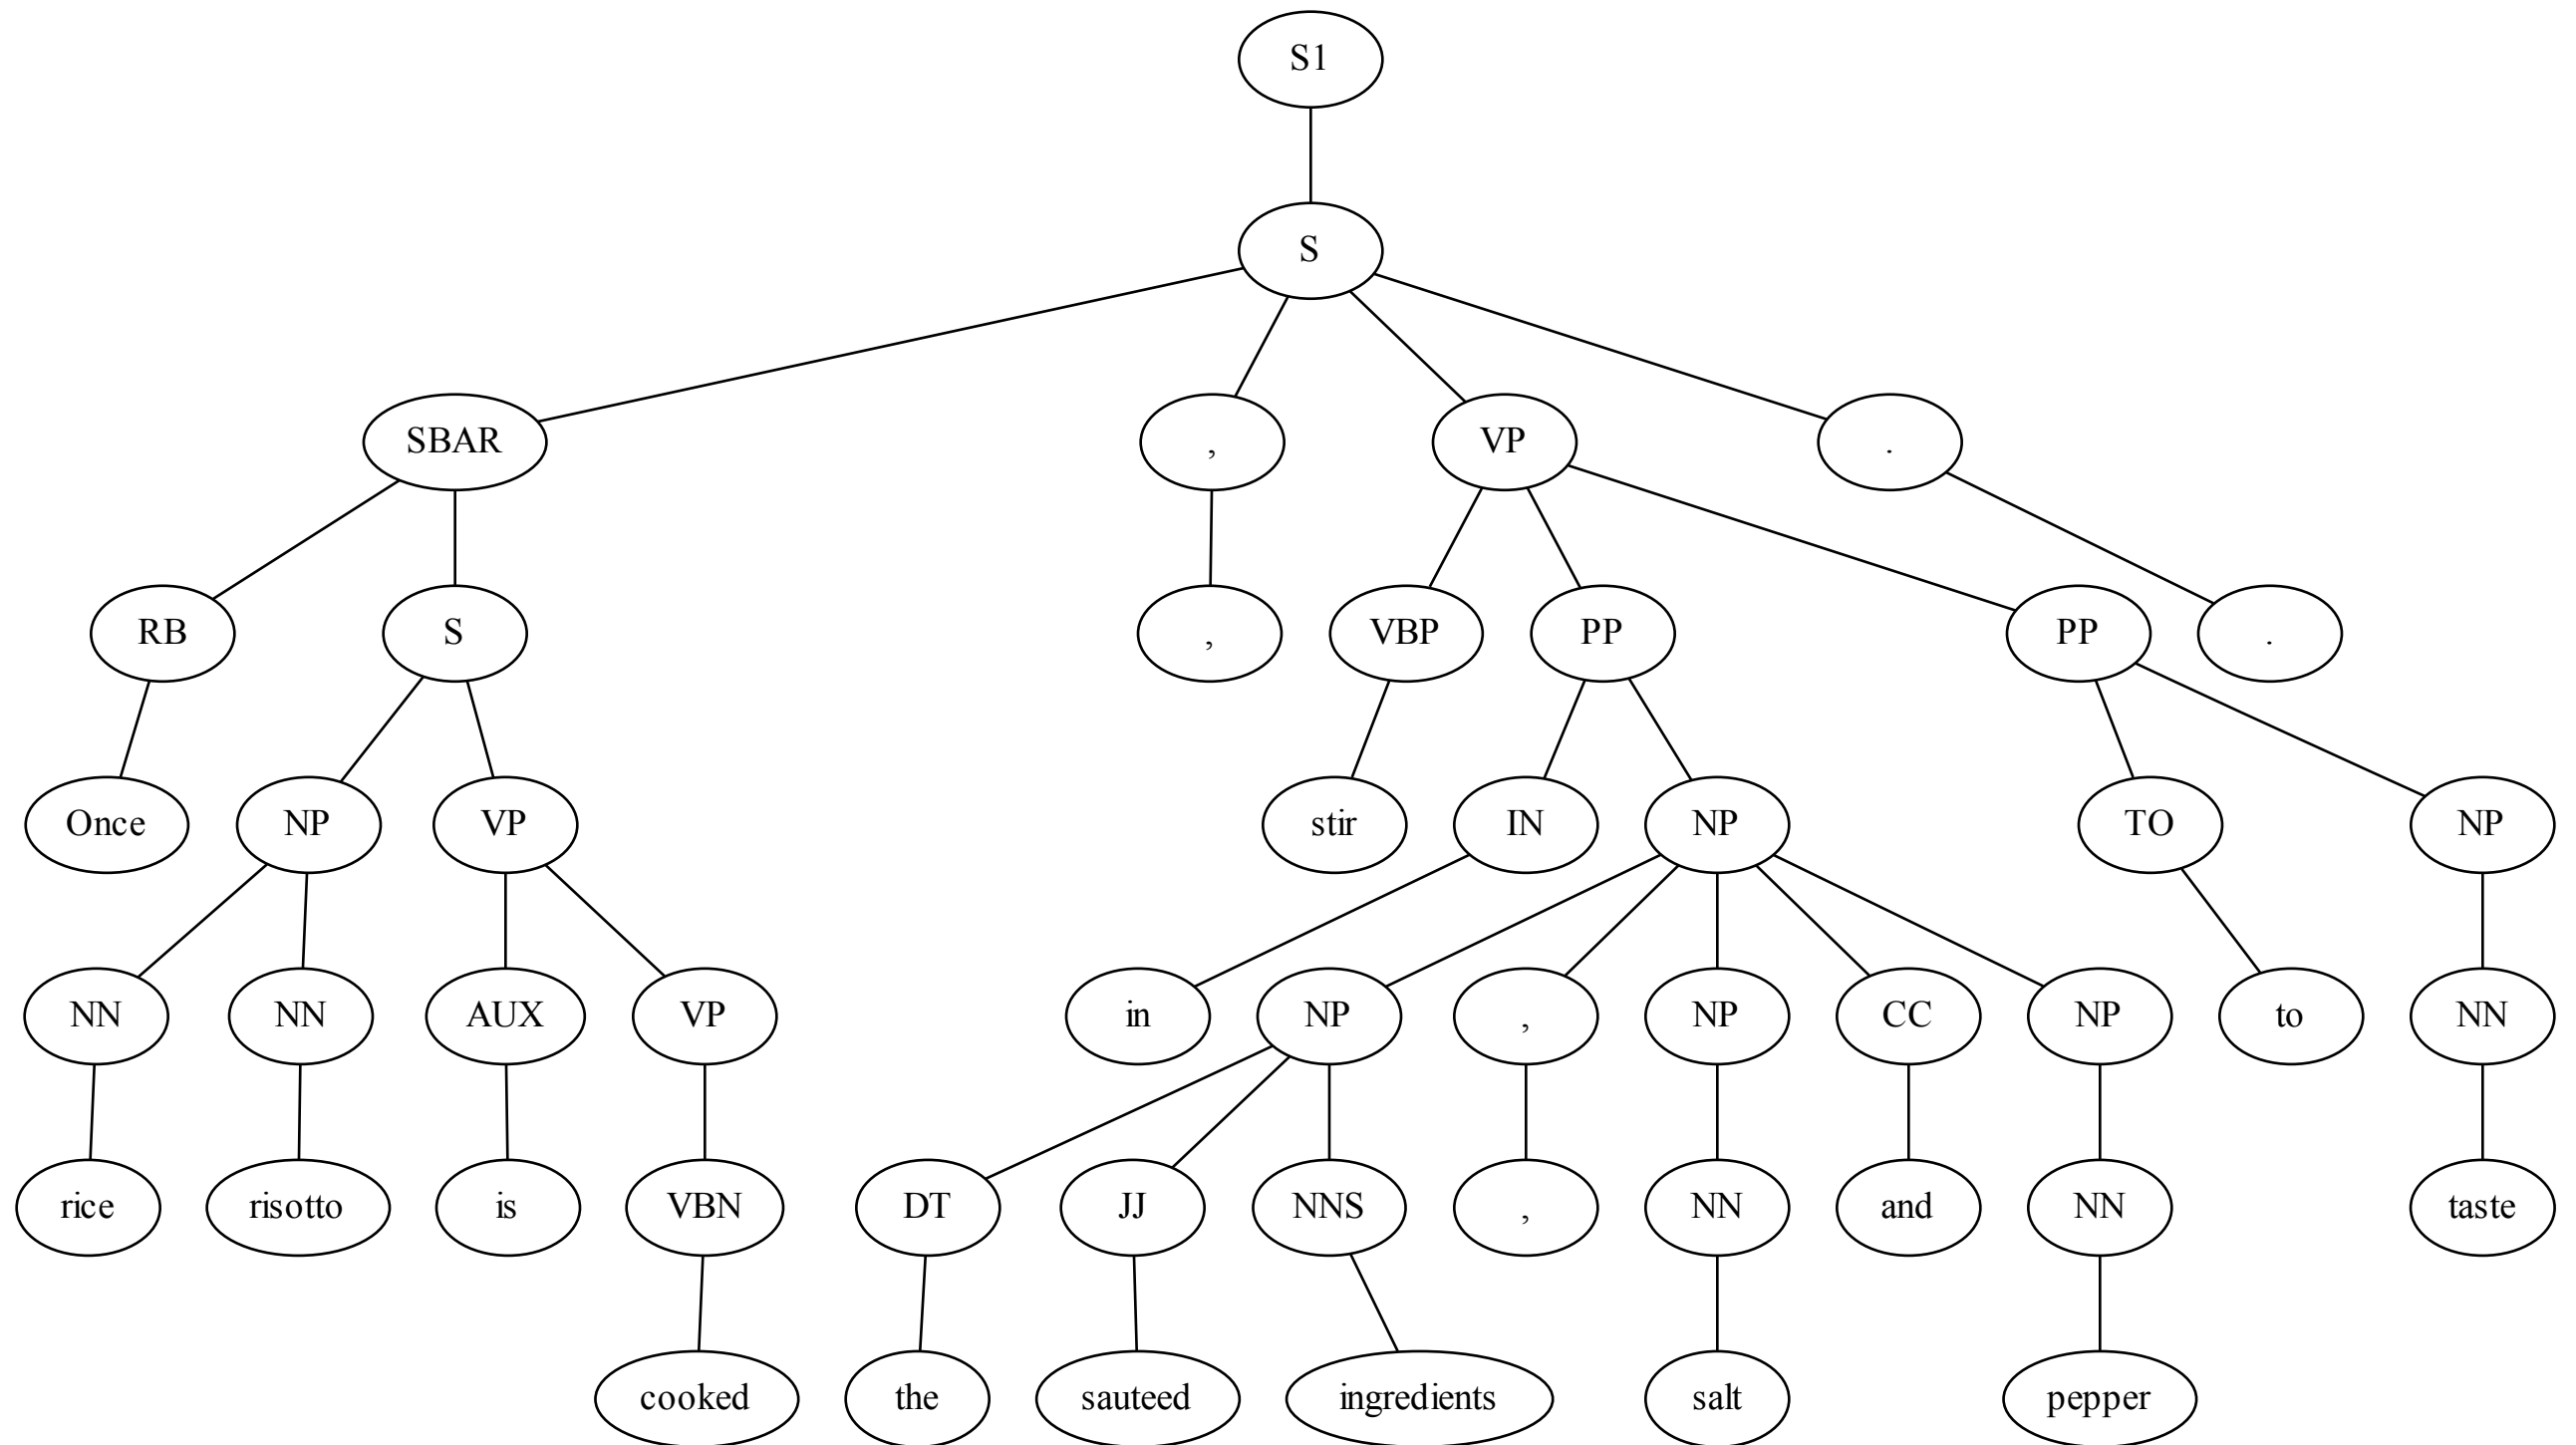 S1
S
SBAR , VP .
RB S , VBP PP PP .
Once NP VP stir IN NP TO NP
NN NN AUX VP in NP , NP CC NP to NN
rice risotto is VBN DT JJ NNS , NN and NN taste
cooked the sauteed ingredients salt pepper